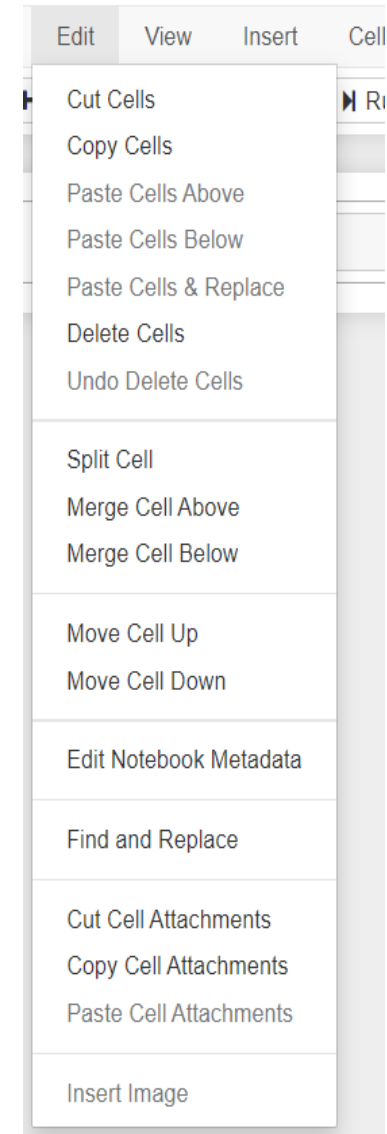 Edit View Insert Cell
Cut Cells
Copy Cells
Paste Cells Above
Paste Cells Below
Paste Cells & Replace
Delete Cells
Undo Delete Cells
Split Cell
Merge Cell Above
Merge Cell Below
Move Cell Up
Move Cell Down
Edit Notebook Metadata
Find and Replace
Cut Cell Attachments
Copy Cell Attachments
Paste Cell Attachments
Insert Image